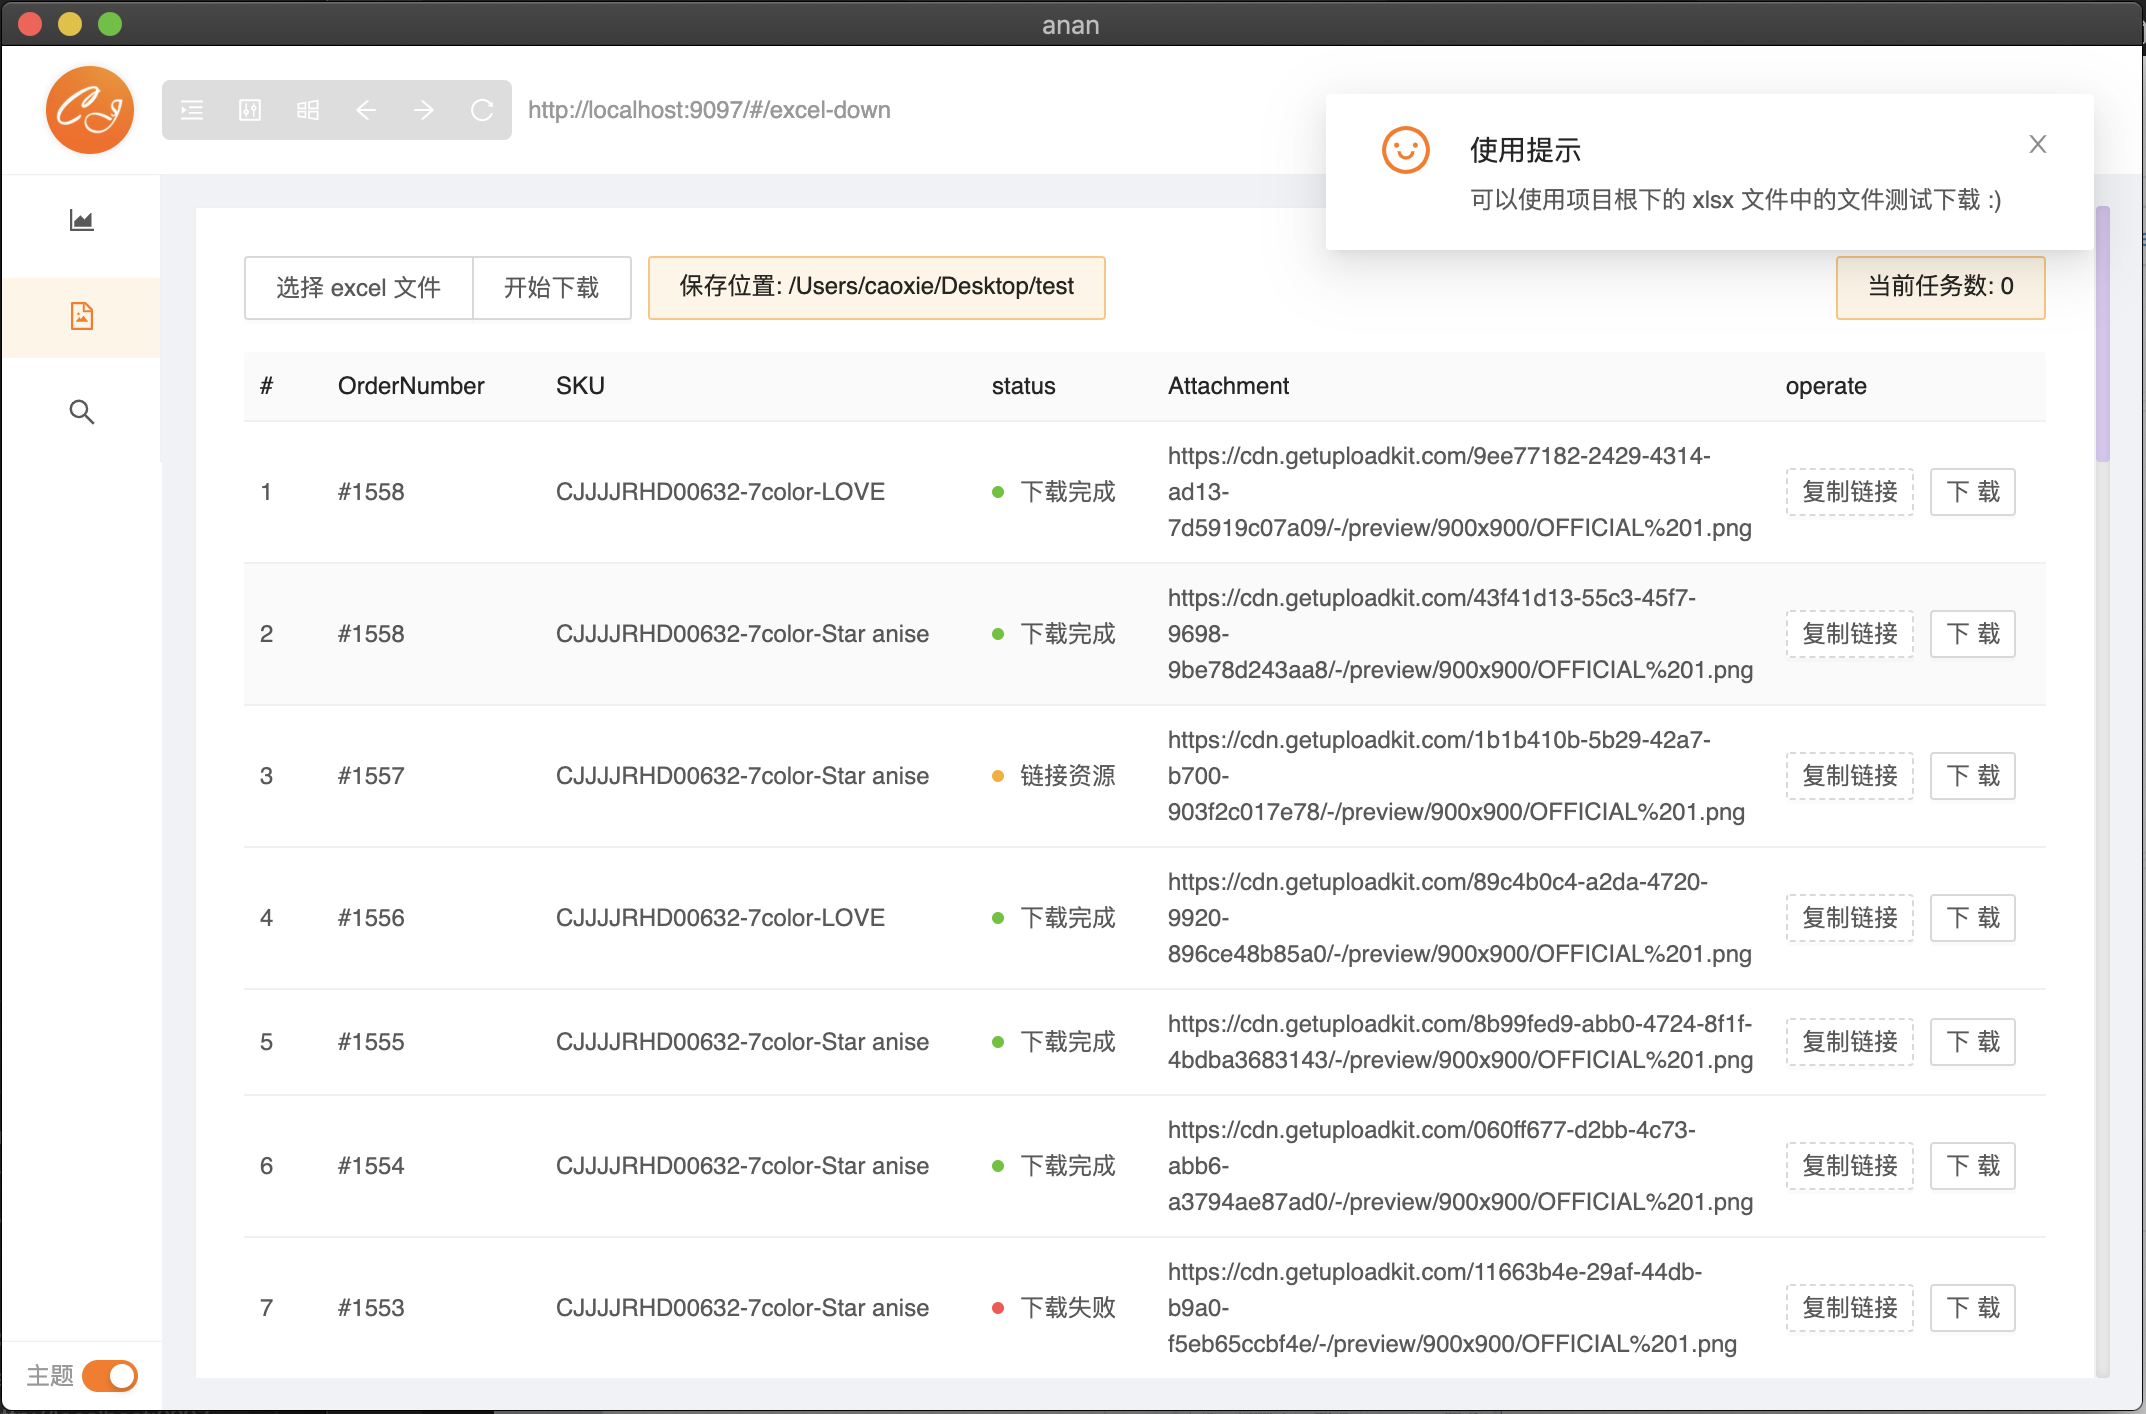 anan
http://localhost:9097/#/excel-down
使用提示
可以使用项目根下的 xlsx 文件中的文件测试下载 :)
选择 excel 文件 开始下载 保存位置: /Users/caoxie/Desktop/test 当前任务数: 0
# OrderNumber SKU status Attachment operate
https://cdn.getuploadkit.com/9ee77182-2429-4314-
1 #1558 CJJJJRHD00632-7color-LOVE 下载完成 ad13- 复制链接 下 载
7d5919c07a09/-/preview/900x900/OFFICIAL%201.png
https://cdn.getuploadkit.com/43f41d13-55c3-45f7-
2 #1558 CJJJJRHD00632-7color-Star anise 下载完成 9698- 复制链接 下 载
9be78d243aa8/-/preview/900x900/OFFICIAL%201.png
https://cdn.getuploadkit.com/1b1b410b-5b29-42a7-
3 #1557 CJJJJRHD00632-7color-Star anise 链接资源 b700- 复制链接 下 载
903f2c017e78/-/preview/900x900/OFFICIAL%201.png
https://cdn.getuploadkit.com/89c4b0c4-a2da-4720-
4 #1556 CJJJJRHD00632-7color-LOVE 下载完成 9920- 复制链接 下 载
896ce48b85a0/-/preview/900x900/OFFICIAL%201.png
https://cdn.getuploadkit.com/8b99fed9-abb0-4724-8f1f-
5 #1555 CJJJJRHD00632-7color-Star anise 下载完成 复制链接 下 载
4bdba3683143/-/preview/900x900/OFFICIAL%201.png
https://cdn.getuploadkit.com/060ff677-d2bb-4c73-
6 #1554 CJJJJRHD00632-7color-Star anise 下载完成 abb6- 复制链接 下 载
a3794ae87ad0/-/preview/900x900/OFFICIAL%201.png
https://cdn.getuploadkit.com/11663b4e-29af-44db-
7 #1553 CJJJJRHD00632-7color-Star anise 下载失败 b9a0- 复制链接 下 载
f5eb65ccbf4e/-/preview/900x900/OFFICIAL%201.png
主题